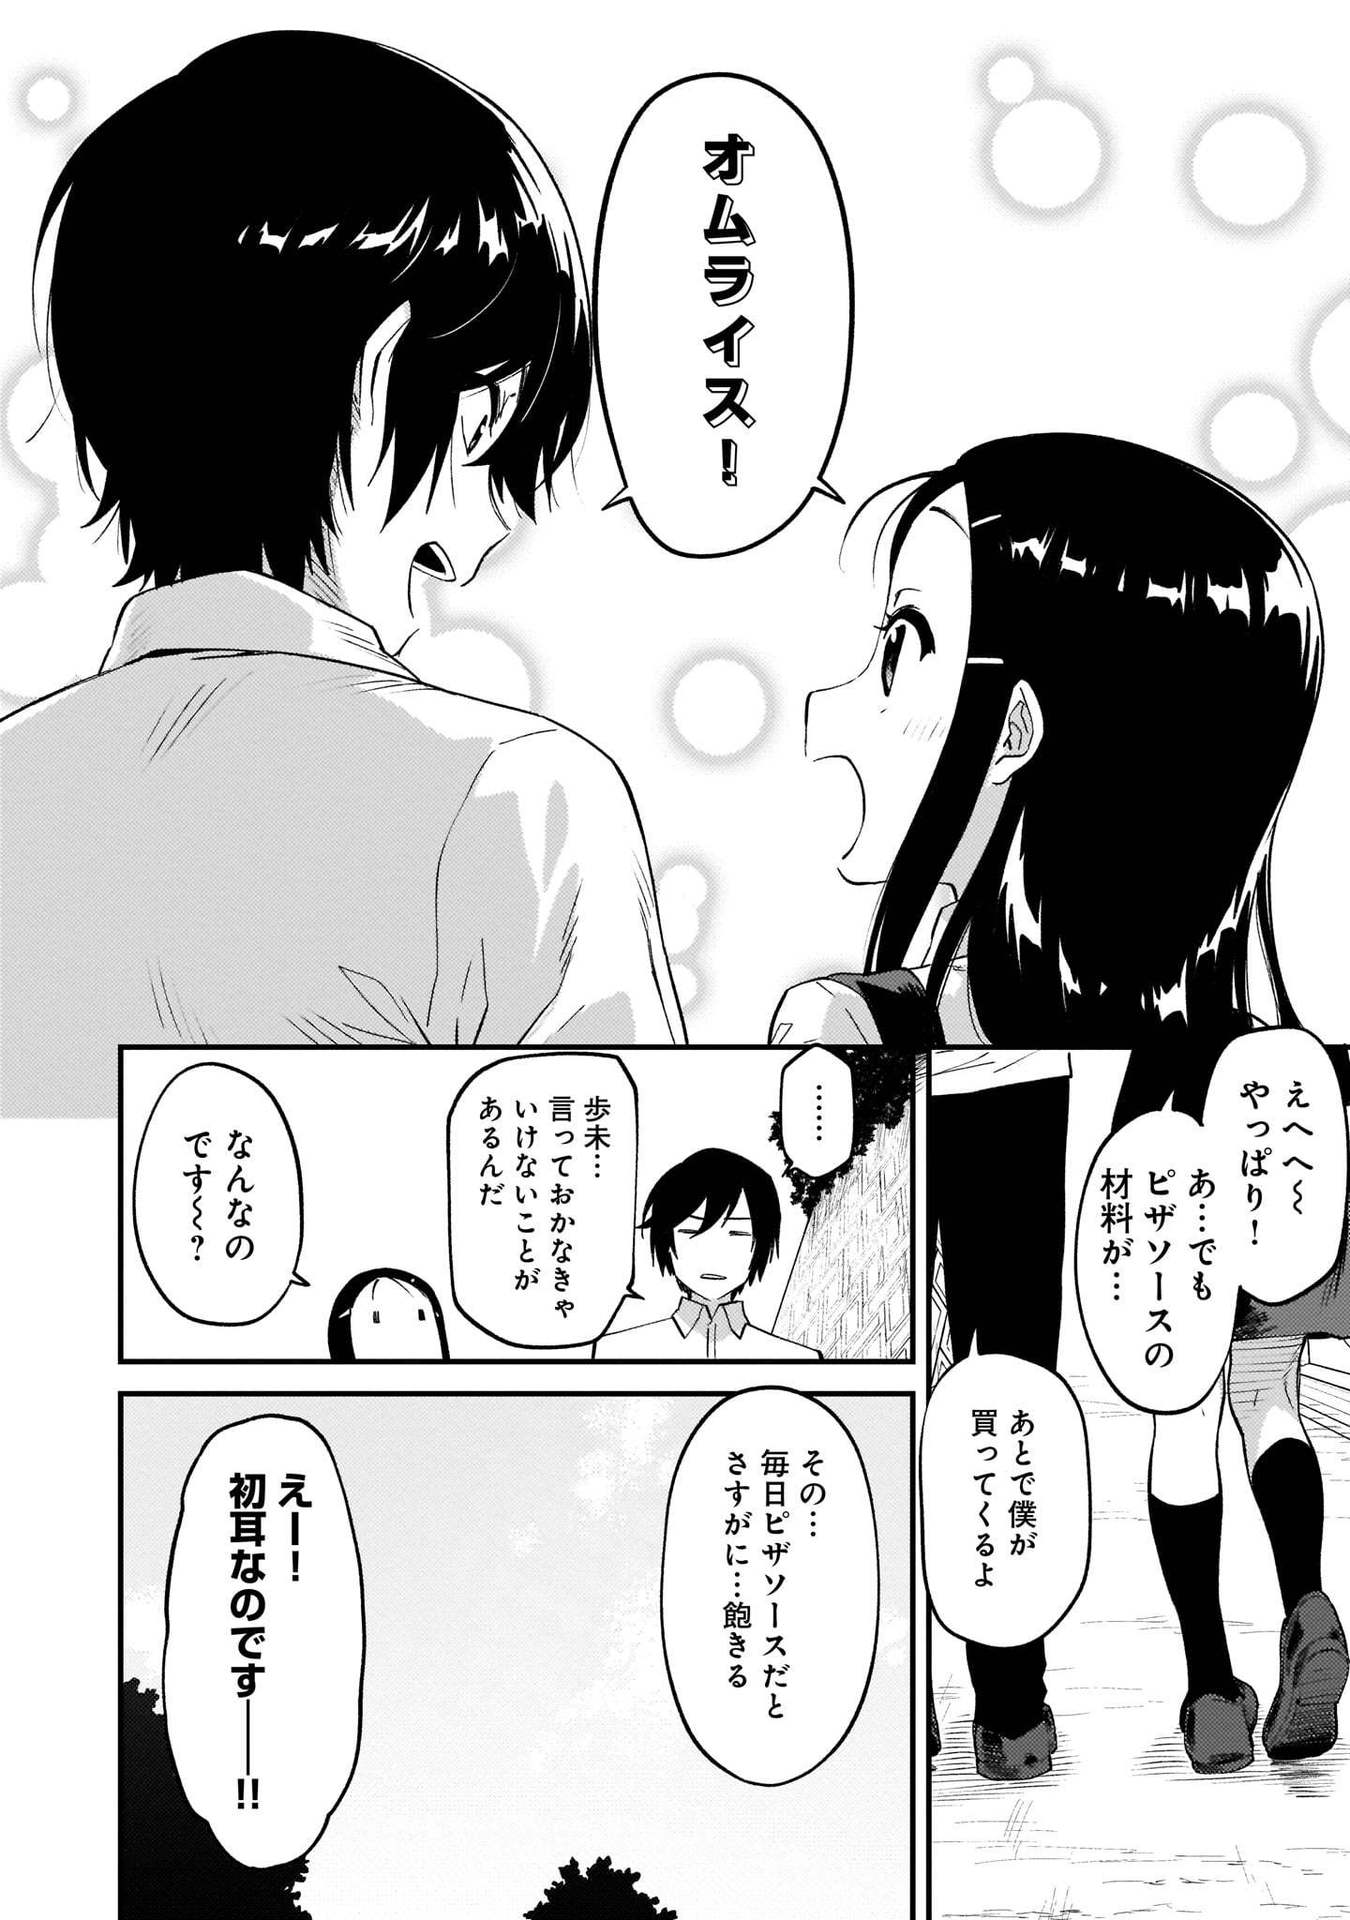 オムライス！
えへへ〜
やっぱり！
あ…でも
ピザソースの
材料が…
あとで僕が
買ってくるよ
……
歩未…
言っておかなきゃ
いけないことが
あるんだ
なんなの
です〜？
その…
毎日ピザソースだと
さすがに…飽きる
えー！
初耳なのです――!!